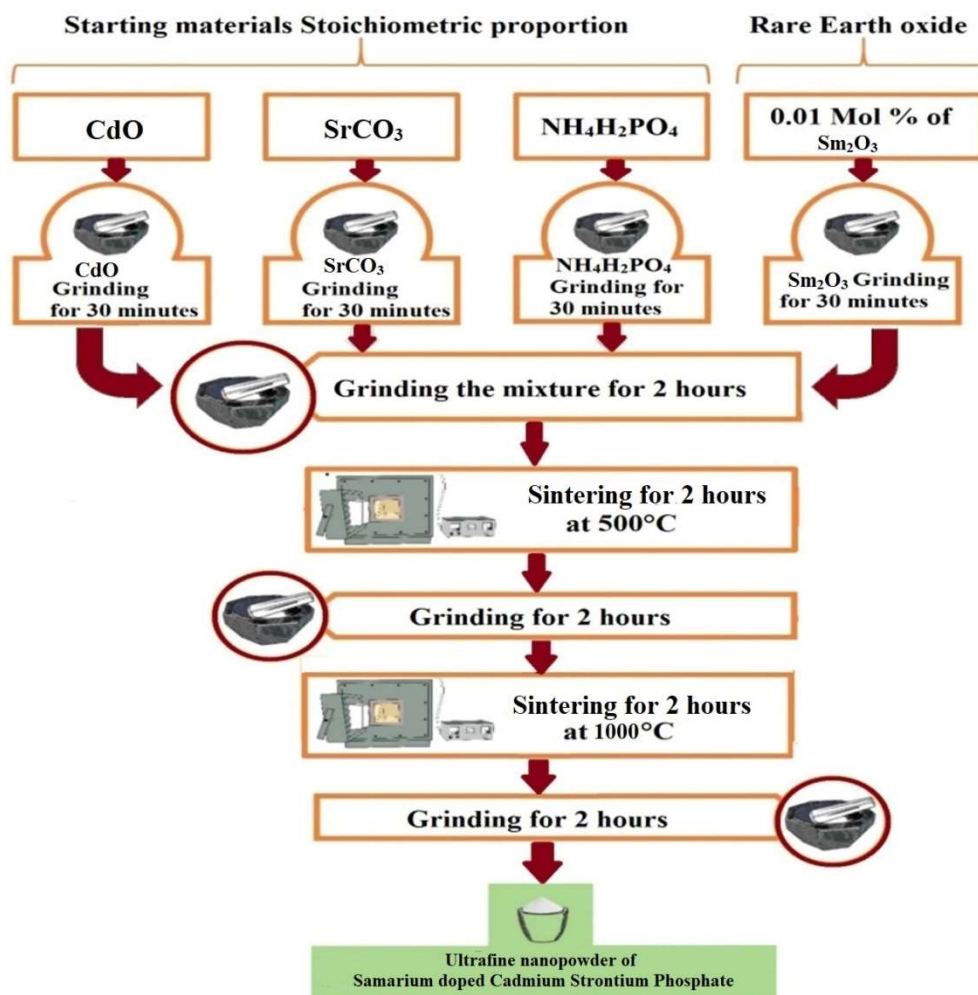 Starting materials Stoichiometric proportion
Rare Earth oxide
CdO
SrCO₃
NH₄H₂PO₄
0.01 Mol % of
Sm₂O₃
CdO
Grinding
for 30 minutes
SrCO₃
Grinding
for 30 minutes
NH₄H₂PO₄
Grinding for
30 minutes
Sm₂O₃ Grinding
for 30 minutes
Grinding the mixture for 2 hours
Sintering for 2 hours
at 500°C
Grinding for 2 hours
Sintering for 2 hours
at 1000°C
Grinding for 2 hours
Ultrafine nanopowder of
Samarium doped Cadmium Strontium Phosphate